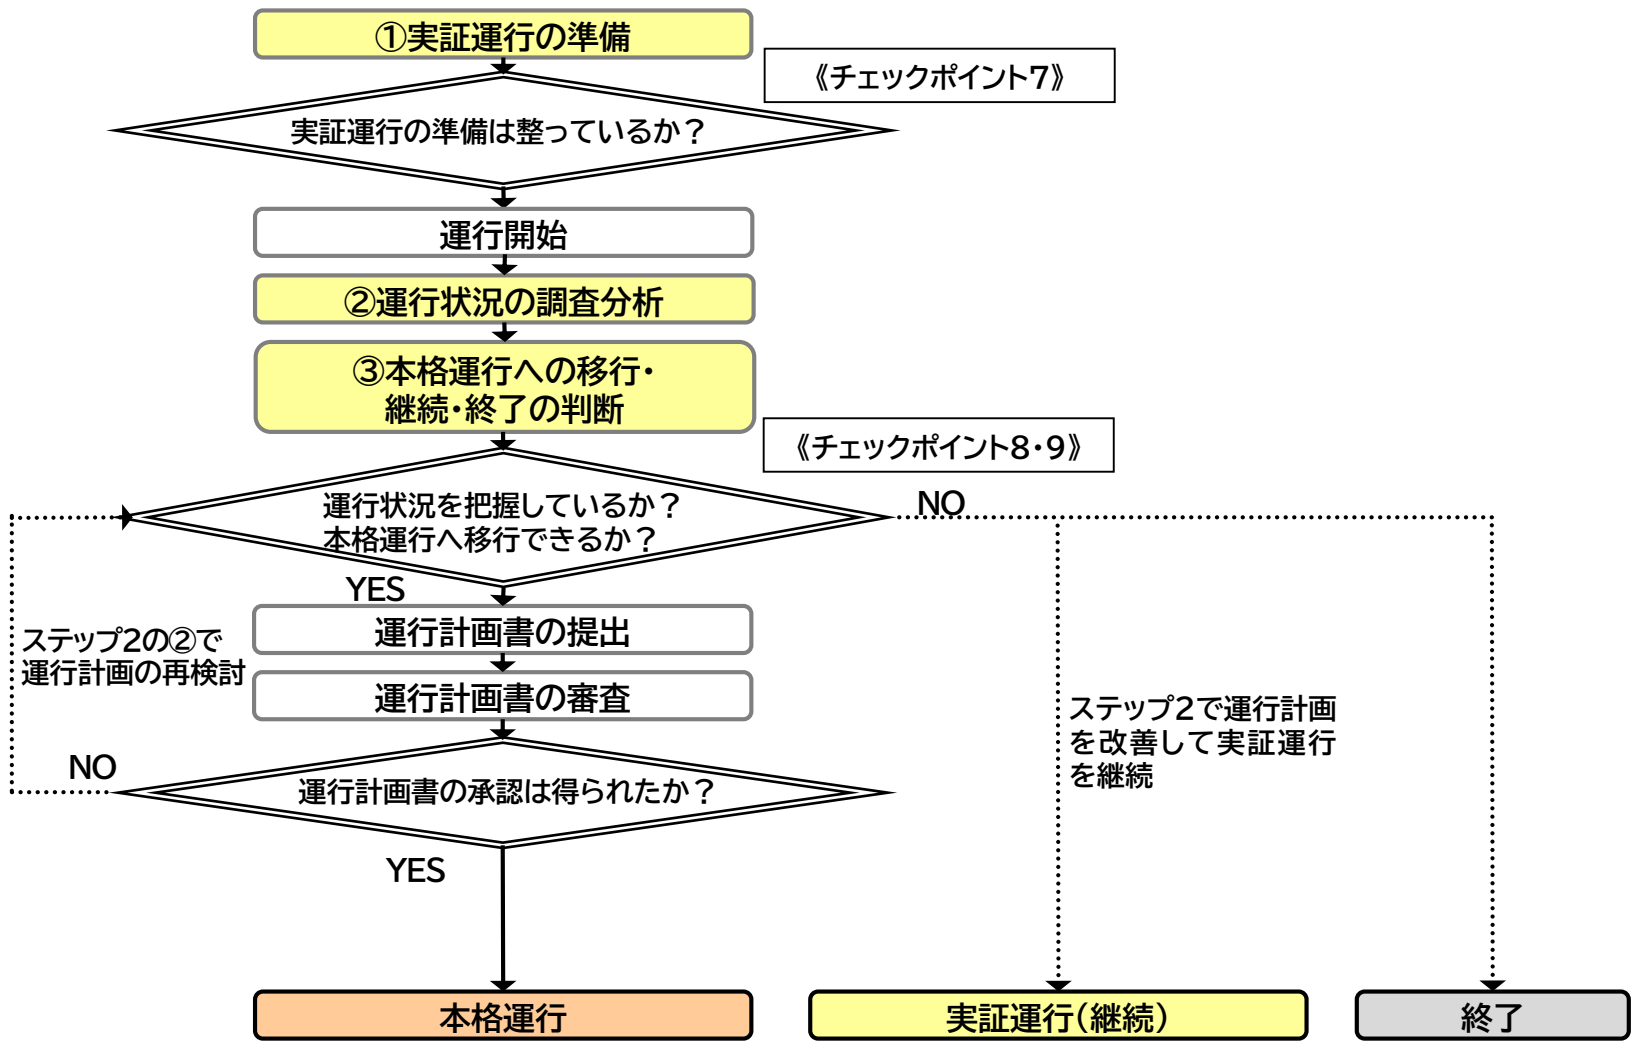 ①実証運行の準備
《チェックポイント7》
実証運行の準備は整っているか？
運行開始
②運行状況の調査分析
③本格運行への移行・
継続・終了の判断
《チェックポイント8・9》
運行状況を把握しているか？
本格運行へ移行できるか？
NO
YES
運行計画書の提出
ステップ2の②で
運行計画の再検討
運行計画書の審査
ステップ2で運行計画
を改善して実証運行
を継続
NO
運行計画書の承認は得られたか？
YES
本格運行
実証運行（継続）
終了